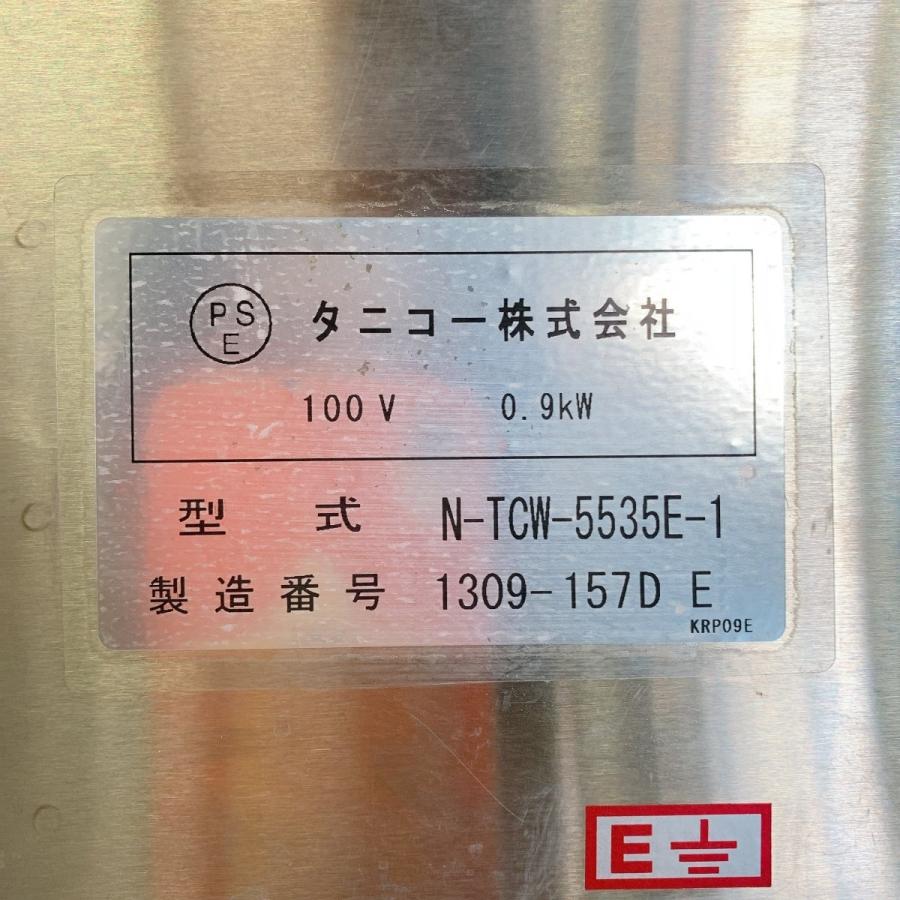 PSE タニコー株式会社
100V 0.9kW
型式 N-TCW-5535E-1
製造番号 1309-157D E
KRP09E
E